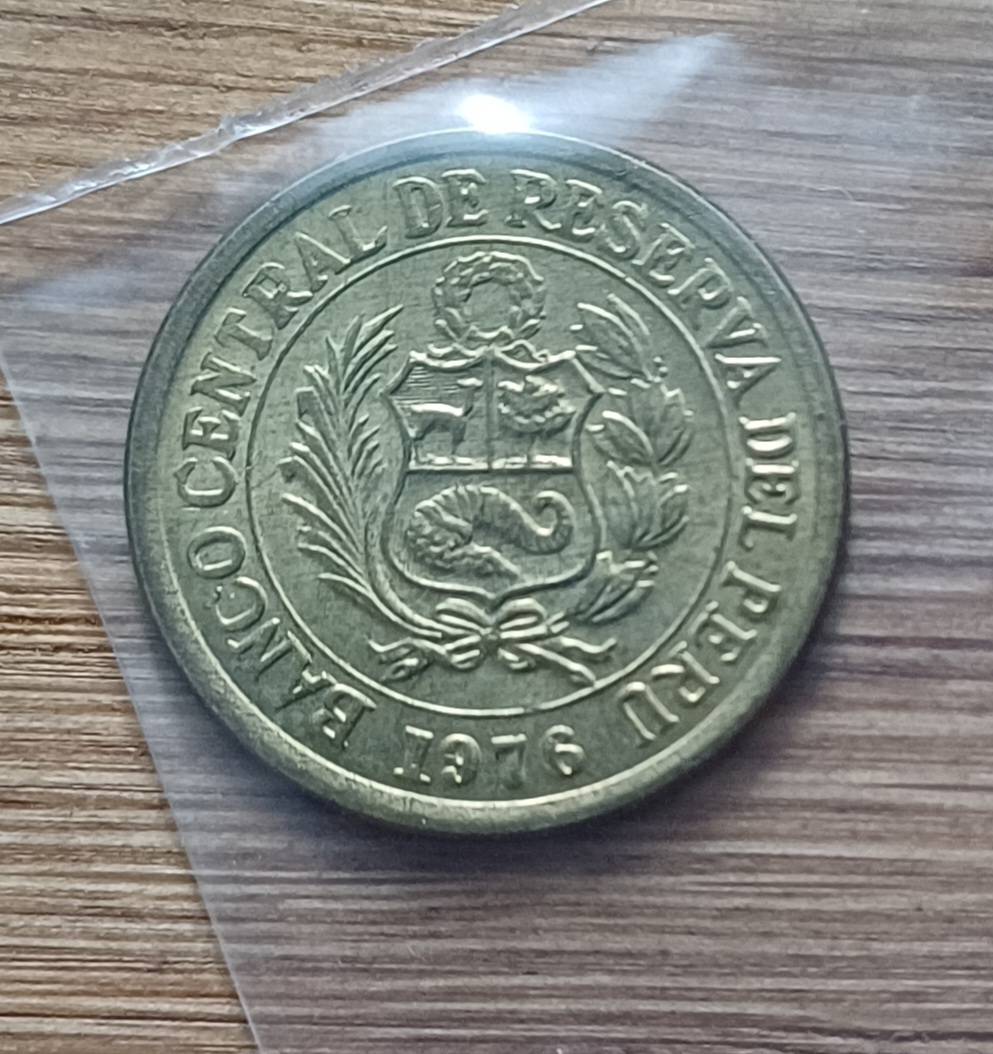 BANCO CENTRAL DE RESERVA DEL PERU
1976